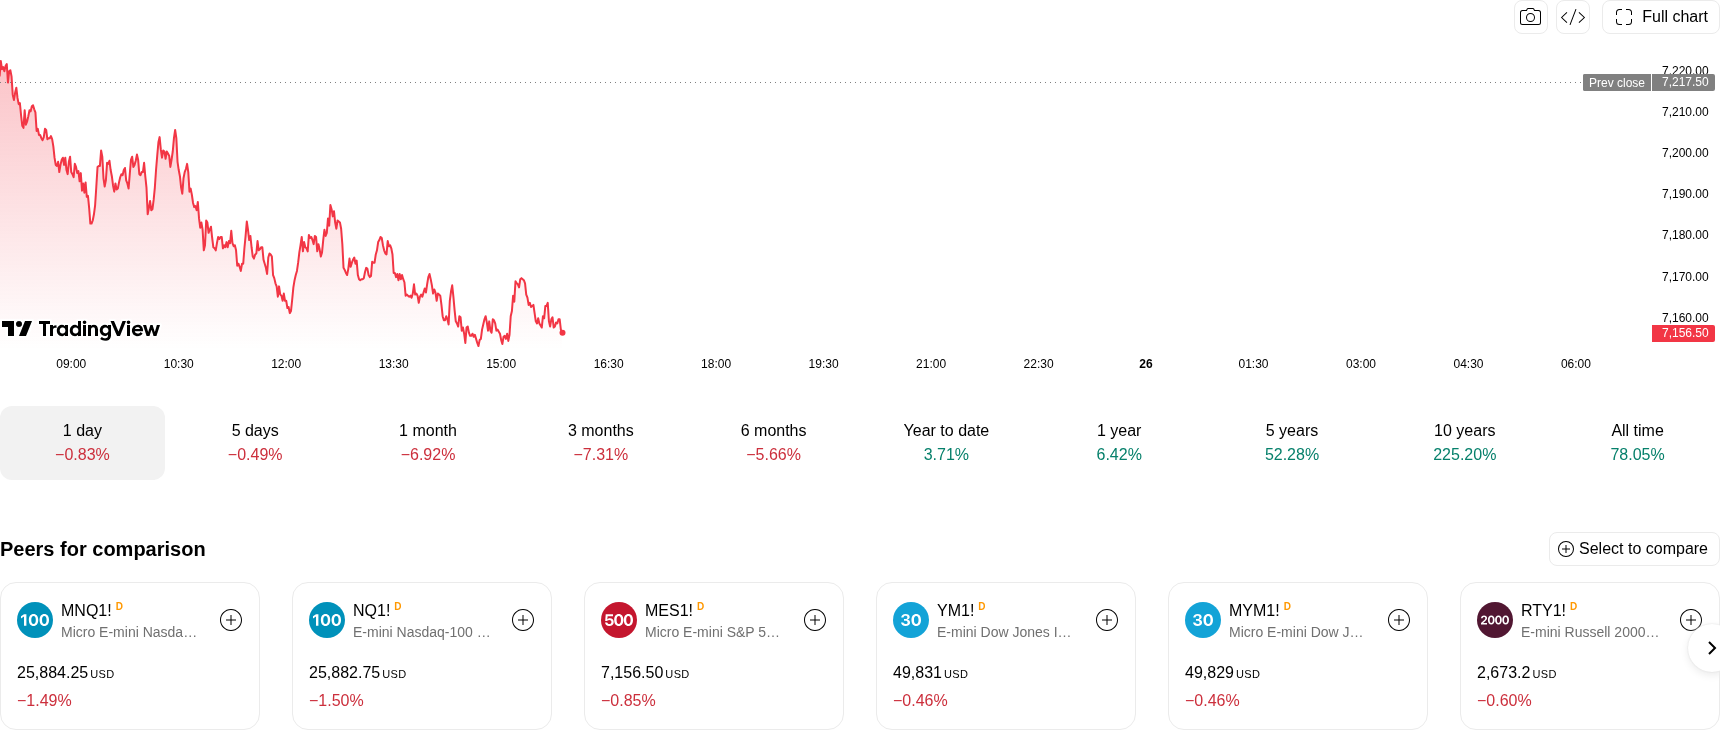 Full chart
7,220.00
Prev close 7,217.50
7,210.00
7,200.00
7,190.00
7,180.00
7,170.00
7,160.00
7,156.50
TradingView
09:00 10:30 12:00 13:30 15:00 16:30 18:00 19:30 21:00 22:30 26 01:30 03:00 04:30 06:00
1 day 5 days 1 month 3 months 6 months Year to date 1 year 5 years 10 years All time
−0.83% −0.49% −6.92% −7.31% −5.66% 3.71% 6.42% 52.28% 225.20% 78.05%
Peers for comparison
Select to compare
100 MNQ1! D
Micro E-mini Nasda…
25,884.25 USD
−1.49%
100 NQ1! D
E-mini Nasdaq-100 …
25,882.75 USD
−1.50%
500 MES1! D
Micro E-mini S&P 5…
7,156.50 USD
−0.85%
30 YM1! D
E-mini Dow Jones I…
49,831 USD
−0.46%
30 MYM1! D
Micro E-mini Dow J…
49,829 USD
−0.46%
2000 RTY1! D
E-mini Russell 2000…
2,673.2 USD
−0.60%